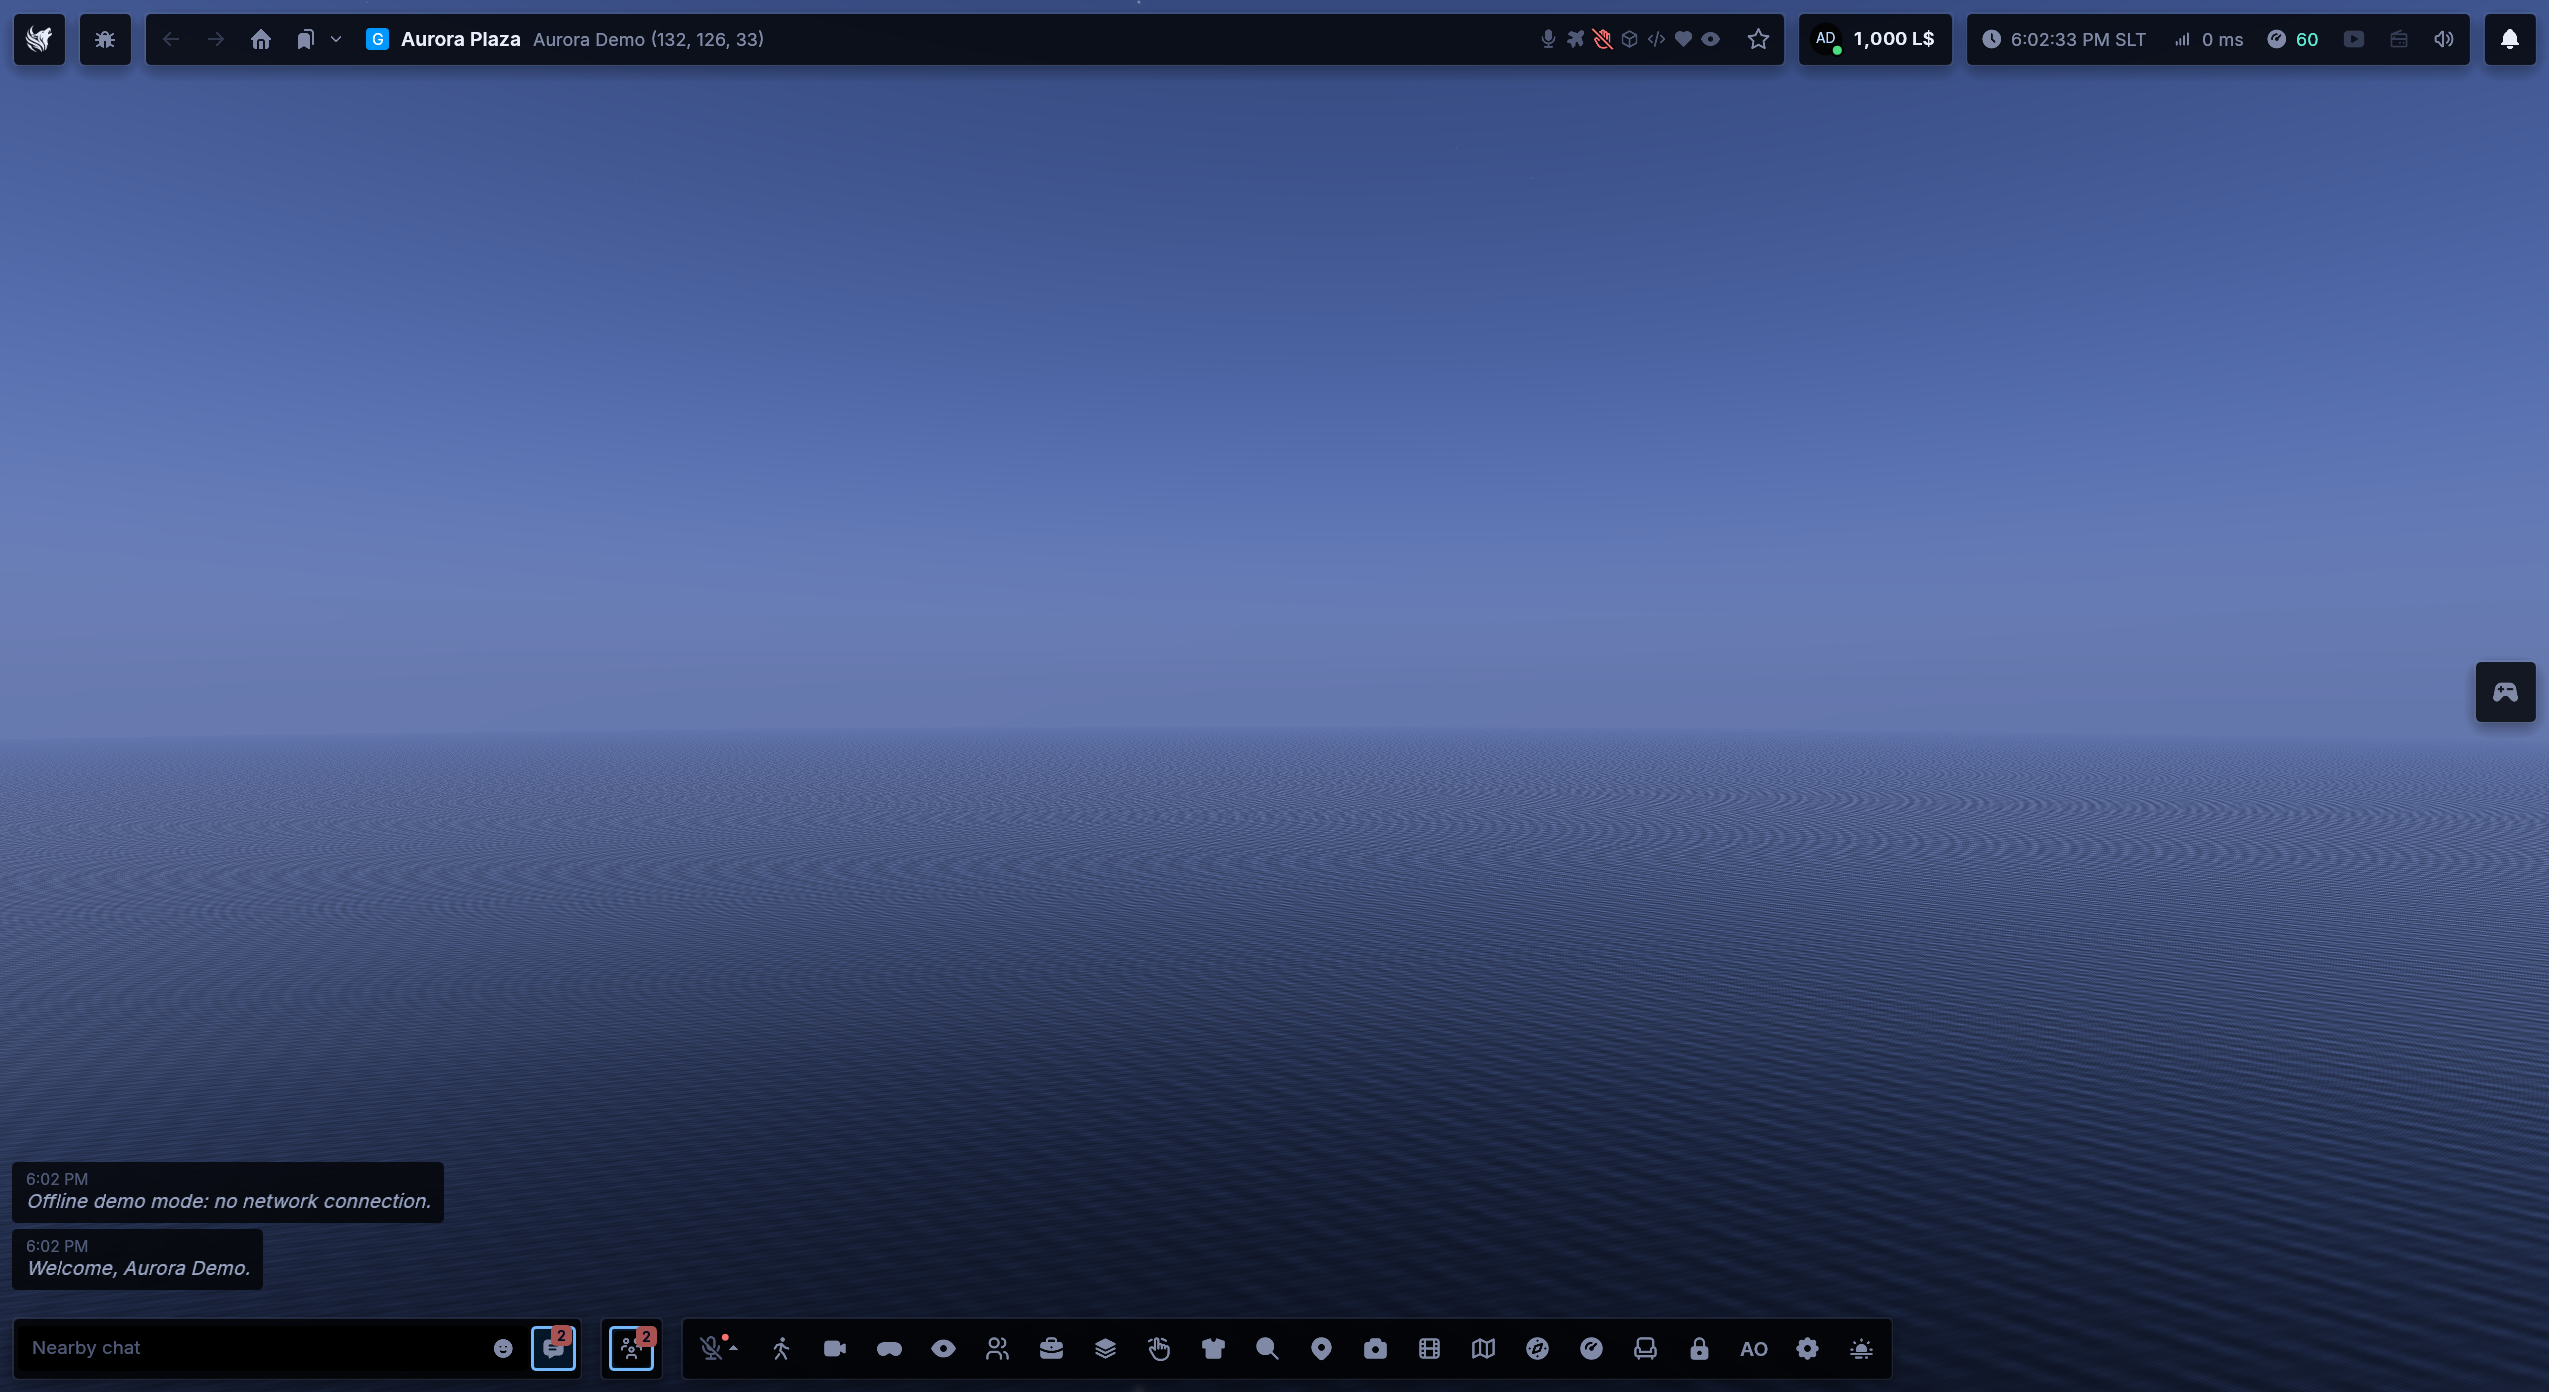 G Aurora Plaza Aurora Demo (132, 126, 33)
AD 1,000 L$
6:02:33 PM SLT 0 ms 60
6:02 PM
Offline demo mode: no network connection.
6:02 PM
Welcome, Aurora Demo.
Nearby chat 2 2 AO